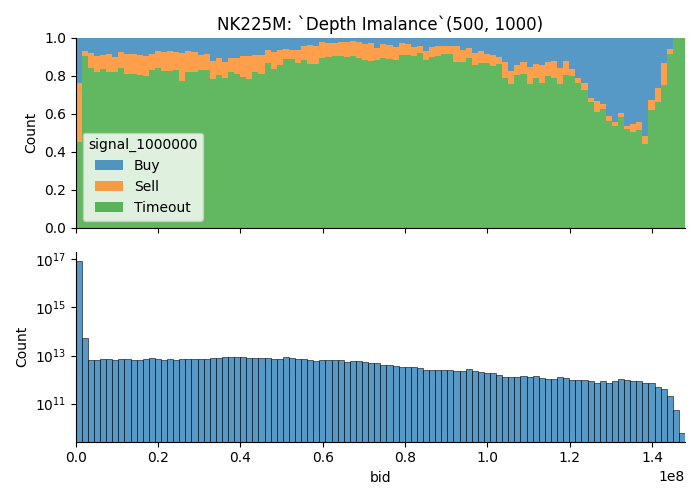 NK225M: `Depth Imalance`(500, 1000)
1.0
0.8
0.6
0.4
0.2
0.0
Count
signal_1000000
Buy
Sell
Timeout
10^17
10^15
10^13
10^11
Count
0.0 0.2 0.4 0.6 0.8 1.0 1.2 1.4
1e8
bid